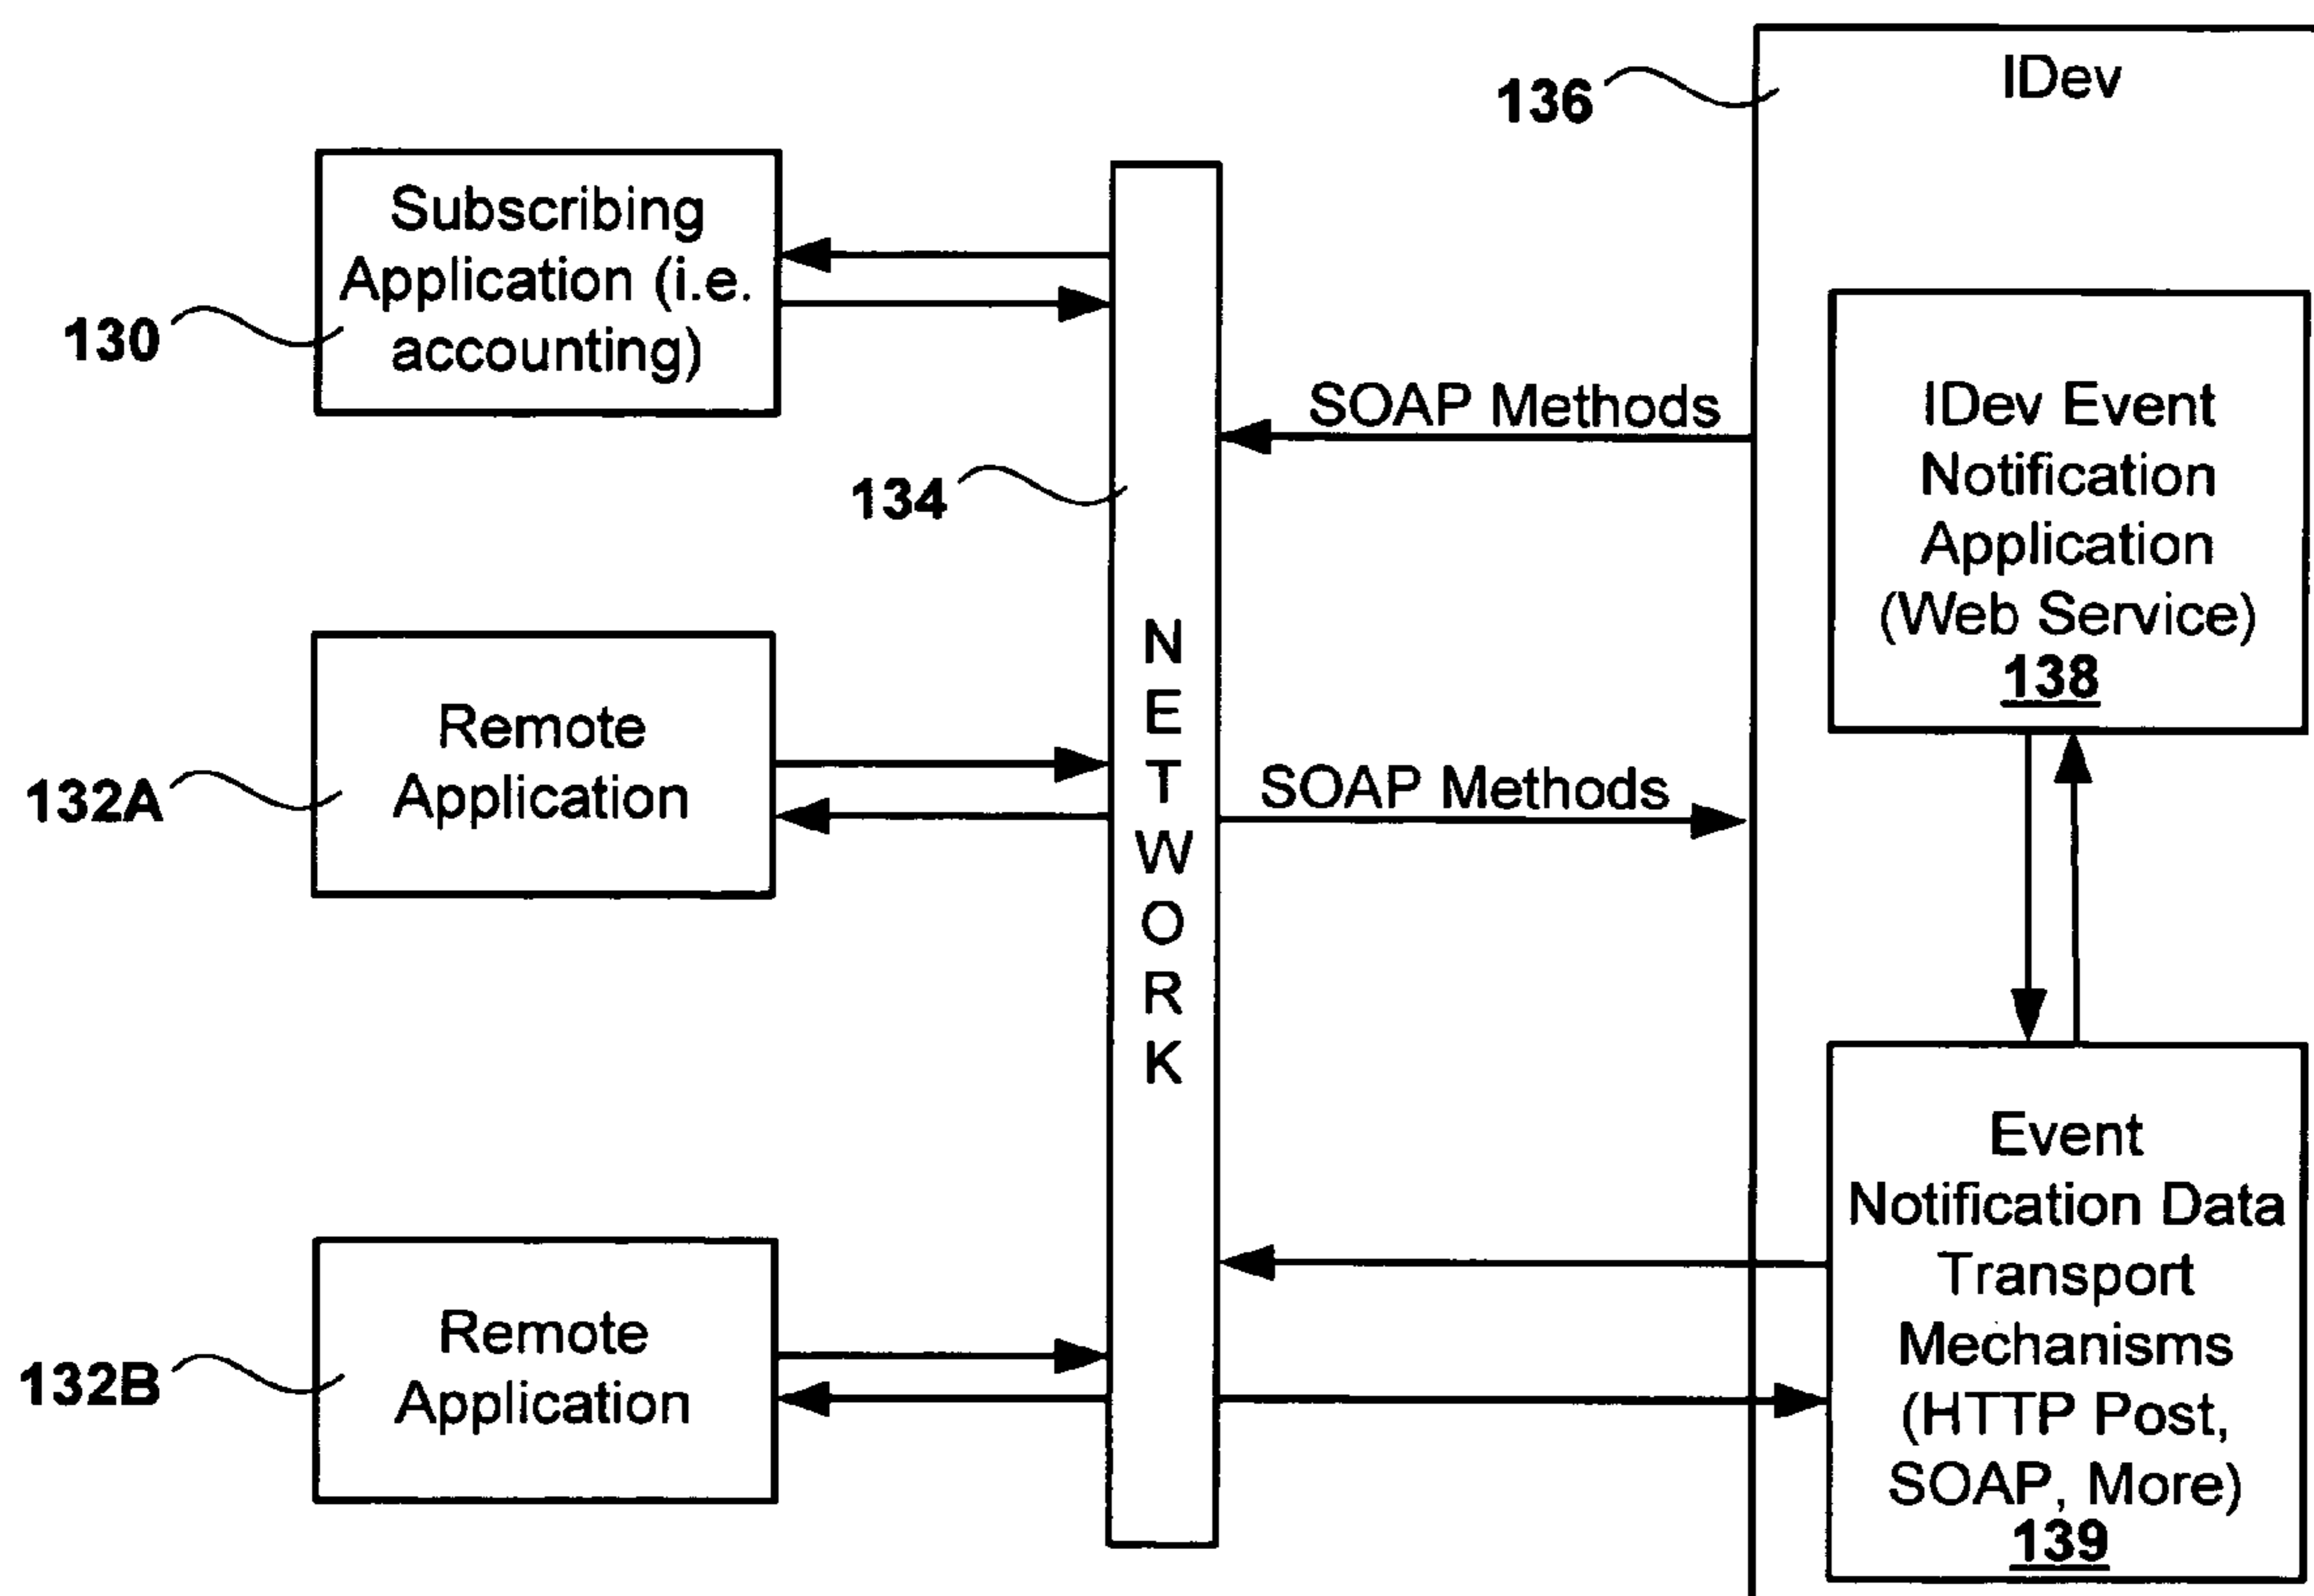 IDev
136
Subscribing
Application (i.e.
accounting)
130
SOAP Methods
134
IDev Event
Notification
Application
(Web Service)
138
NETWORK
Remote
Application
132A
SOAP Methods
Event
Notification Data
Transport
Mechanisms
(HTTP Post,
SOAP, More)
139
Remote
Application
132B